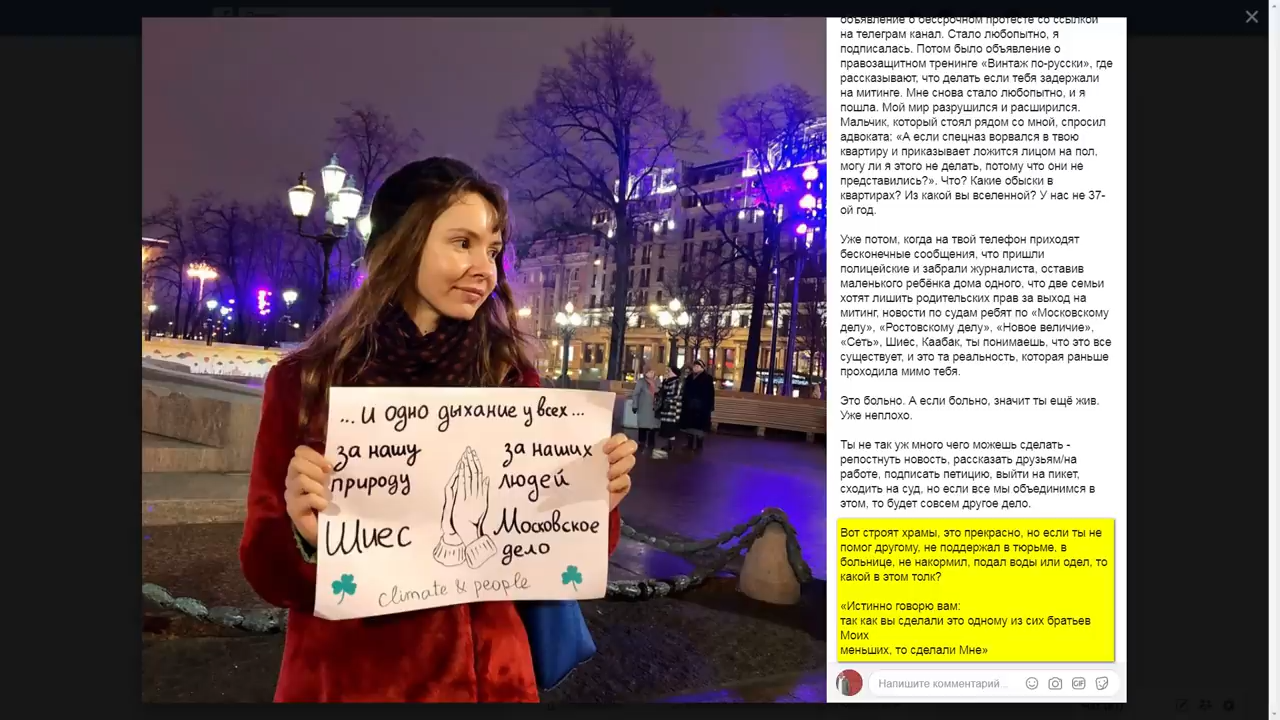 ... и одно дыхание у всех ...
за нашу
природу
за наших
людей
Шиес
Московское
дело
climate & people
объявление о бессрочном протесте со ссылкой
на телеграм канал. Стало любопытно, я
подписалась. Потом было объявление о
правозащитном тренинге «Винтаж по-русски», где
рассказывают, что делать если тебя задержали
на митинге. Мне снова стало любопытно, и я
пошла. Мой мир разрушился и расширился.
Мальчик, который стоял рядом со мной, спросил
адвоката: «А если спецназ ворвался в твою
квартиру и приказывает ложится лицом на пол,
могу ли я этого не делать, потому что они не
представились?». Что? Какие обыски в
квартирах? Из какой вы вселенной? У нас не 37-
ой год.
Уже потом, когда на твой телефон приходят
бесконечные сообщения, что пришли
полицейские и забрали журналиста, оставив
маленького ребёнка дома одного, что две семьи
хотят лишить родительских прав за выход на
митинг, новости по судам ребят по «Московскому
делу», «Ростовскому делу», «Новое величие»,
«Сеть», Шиес, Каабак, ты понимаешь, что это все
существует, и это та реальность, которая раньше
проходила мимо тебя.
Это больно. А если больно, значит ты ещё жив.
Уже неплохо.
Ты не так уж много чего можешь сделать -
репостнуть новость, рассказать друзьям/на
работе, подписать петицию, выйти на пикет,
сходить на суд, но если все мы объединимся в
этом, то будет совсем другое дело.
Вот строят храмы, это прекрасно, но если ты не
помог другому, не поддержал в тюрьме, в
больнице, не накормил, подал воды или одел, то
какой в этом толк?
«Истинно говорю вам:
так как вы сделали это одному из сих братьев
Моих
меньших, то сделали Мне»
Напишите комментарий...
GIF